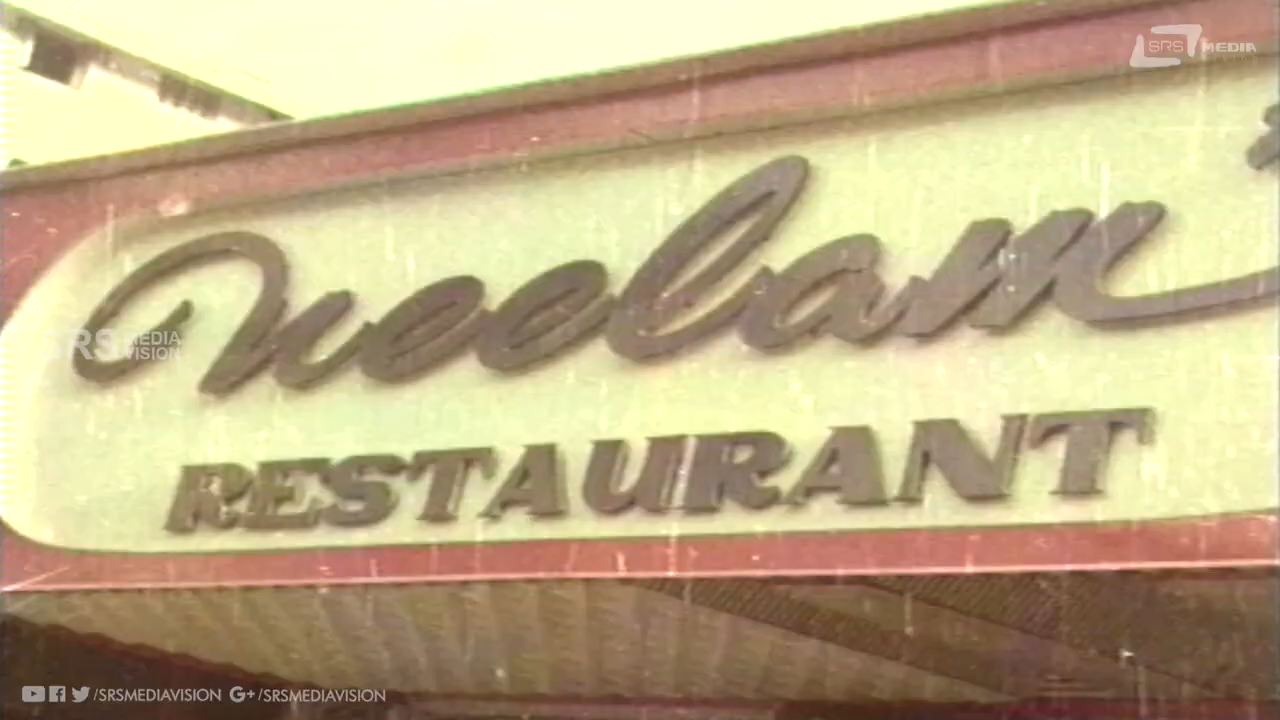 SRS MEDIA
neelam
SRS MEDIA VISION
RESTAURANT
/SRSMEDIAVISION G+/SRSMEDIAVISION